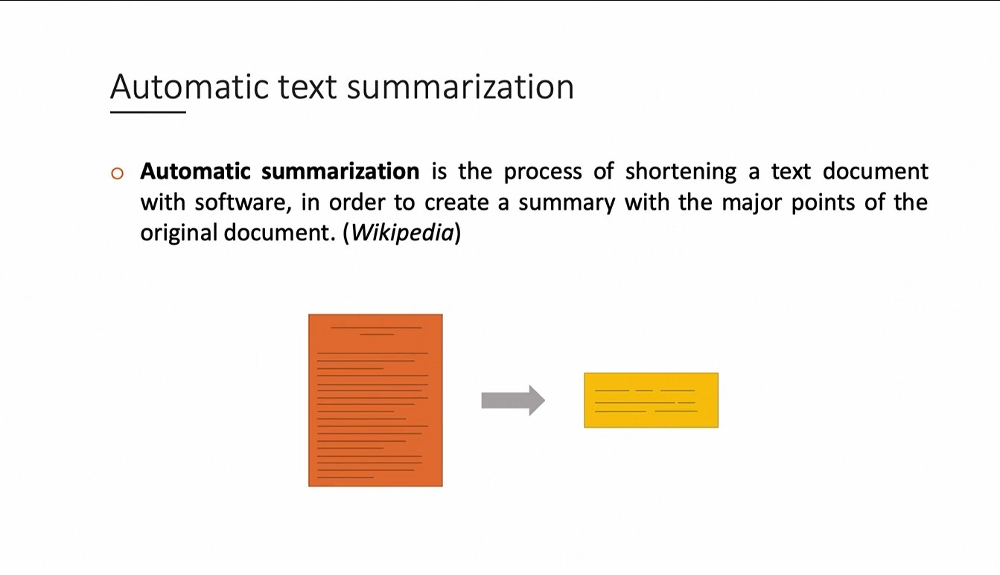 Automatic text summarization
Automatic summarization is the process of shortening a text document
with software, in order to create a summary with the major points of the
original document. (Wikipedia)